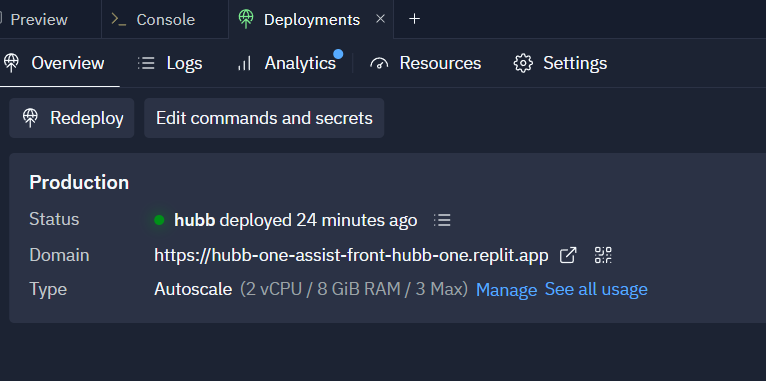 Preview Console Deployments
Overview Logs Analytics Resources Settings
Redeploy Edit commands and secrets
Production
Status hubb deployed 24 minutes ago
Domain https://hubb-one-assist-front-hubb-one.replit.app
Type Autoscale (2 vCPU / 8 GiB RAM / 3 Max) Manage See all usage